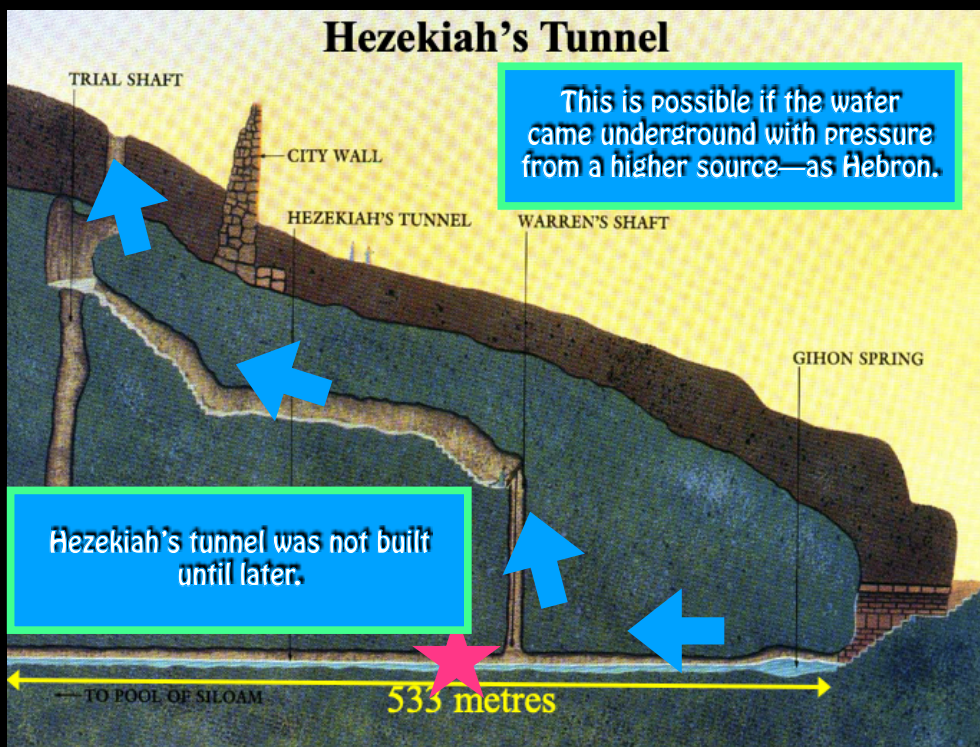 Hezekiah's Tunnel
TRIAL SHAFT
This is possible if the water
came underground with pressure
from a higher source—as Hebron.
CITY WALL
HEZEKIAH'S TUNNEL
WARREN'S SHAFT
GIHON SPRING
Hezekiah's tunnel was not built
until later.
TO POOL OF SILOAM
533 metres